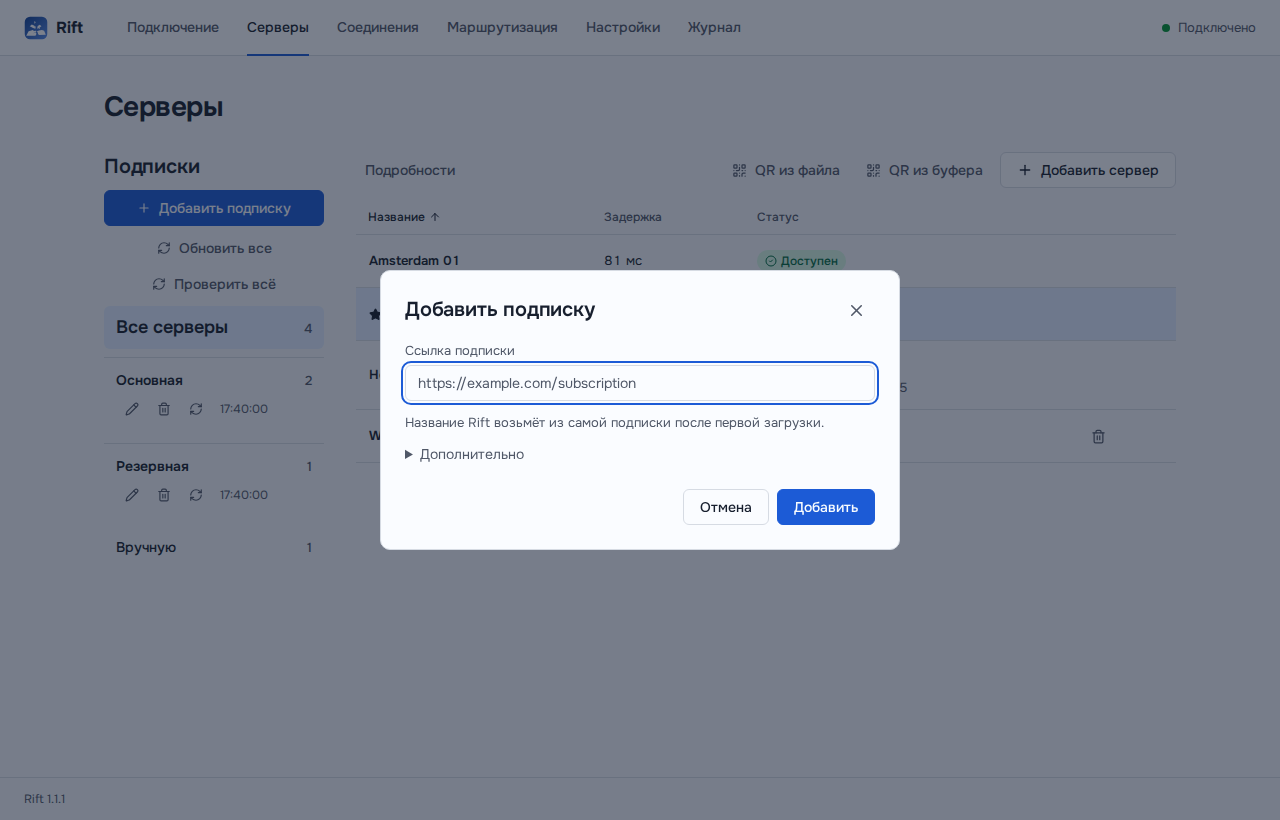 Rift
Подключение
Серверы
Соединения
Маршрутизация
Настройки
Журнал
Подключено
Серверы
Подписки
Добавить подписку
Обновить все
Проверить всё
Все серверы 4
Основная 2
17:40:00
Резервная 1
17:40:00
Вручную 1
Подробности
QR из файла
QR из буфера
Добавить сервер
Название ↑
Задержка
Статус
Amsterdam 01
81 мс
Доступен
Добавить подписку
Ссылка подписки
https://example.com/subscription
Название Rift возьмёт из самой подписки после первой загрузки.
Дополнительно
Отмена
Добавить
Rift 1.1.1